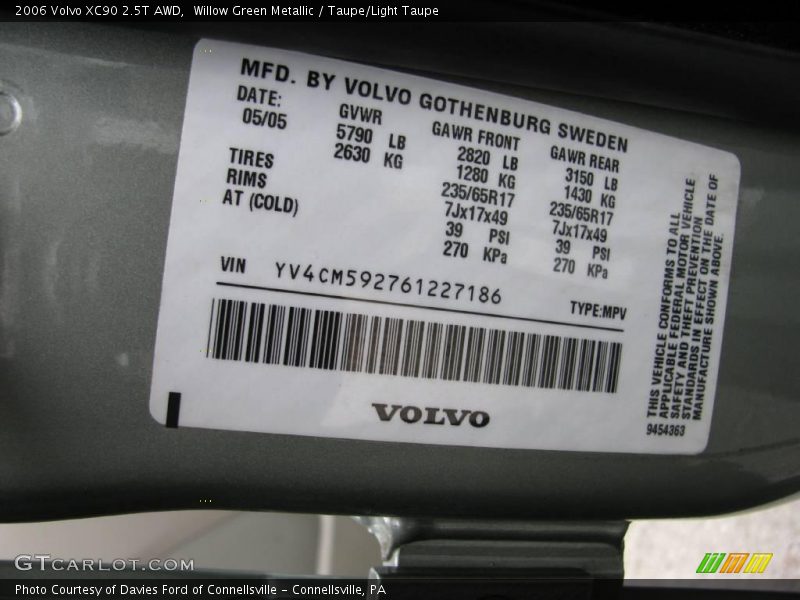 2006 Volvo XC90 2.5T AWD,  Willow Green Metallic / Taupe/Light Taupe
MFD. BY VOLVO GOTHENBURG SWEDEN
DATE: GVWR GAWR FRONT GAWR REAR
05/05 5790 LB 2820 LB 3150 LB
2630 KG 1280 KG 1430 KG
TIRES 235/65R17 235/65R17
RIMS 7Jx17x49 7Jx17x49
AT (COLD) 39 PSI 39 PSI
270 KPa 270 KPa
VIN YV4CM592761227186 TYPE:MPV
VOLVO
THIS VEHICLE CONFORMS TO ALL
APPLICABLE FEDERAL MOTOR VEHICLE
SAFETY AND THEFT PREVENTION
STANDARDS IN EFFECT ON THE DATE OF
MANUFACTURE SHOWN ABOVE.
9454363
GTCARLOT.COM
Photo Courtesy of Davies Ford of Connellsville - Connellsville, PA